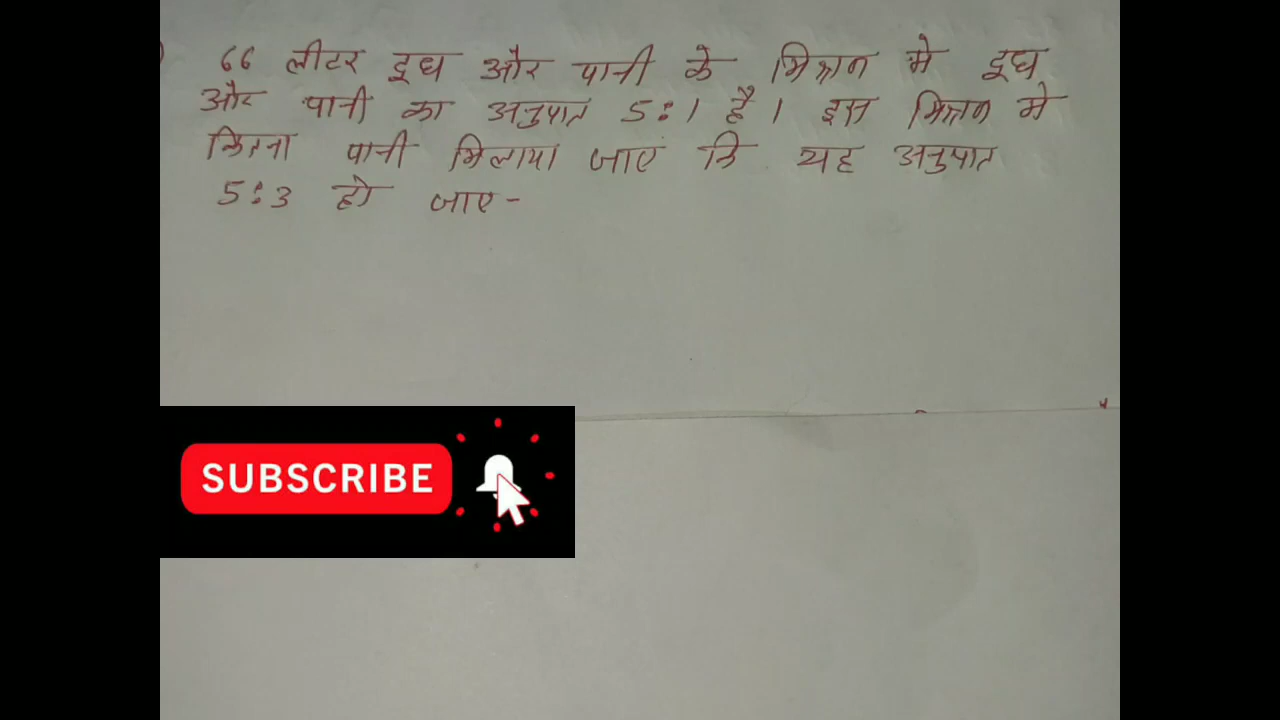 66 लीटर दूध और पानी के मिश्रण मे दूध
और पानी का अनुपात 5:1 है। इस मिश्रण मे
कितना पानी मिलाया जाए कि यह अनुपात
5:3 हो जाए-
SUBSCRIBE